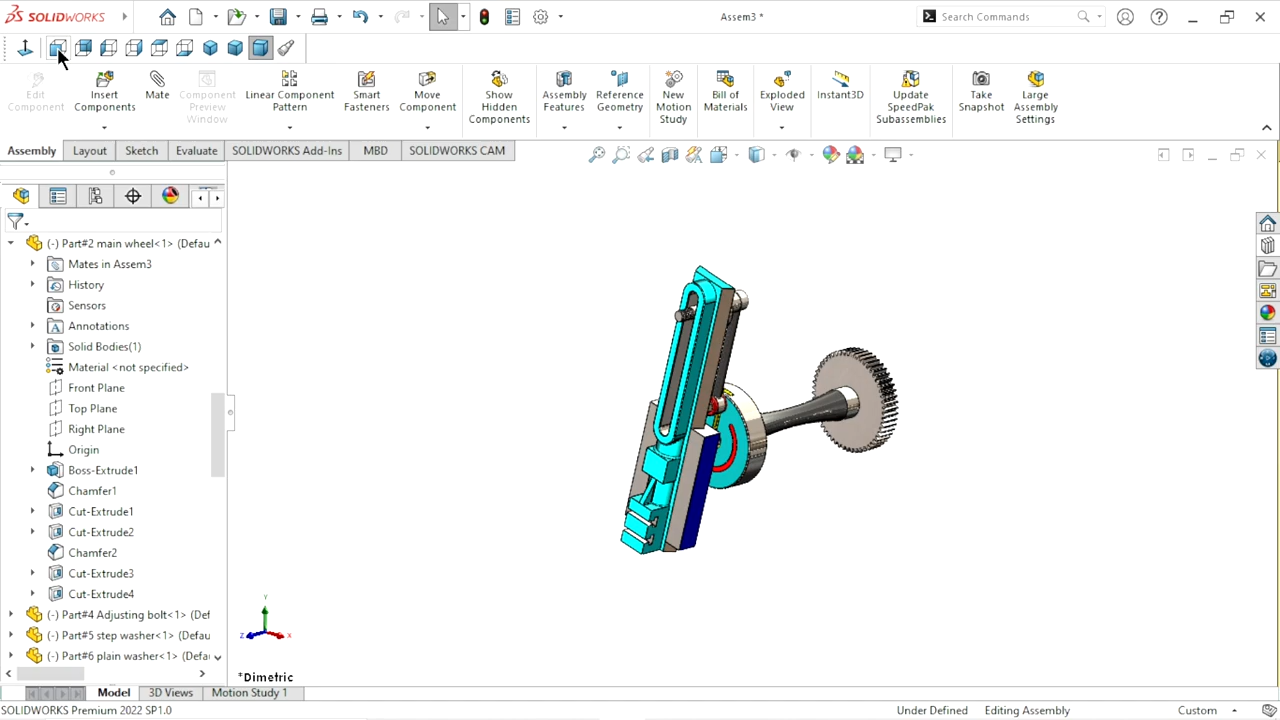 SOLIDWORKS
Assem3 *
Search Commands
Edit Component
Insert Components
Mate
Component Preview Window
Linear Component Pattern
Smart Fasteners
Move Component
Show Hidden Components
Assembly Features
Reference Geometry
New Motion Study
Bill of Materials
Exploded View
Instant3D
Update SpeedPak Subassemblies
Take Snapshot
Large Assembly Settings
Assembly
Layout
Sketch
Evaluate
SOLIDWORKS Add-Ins
MBD
SOLIDWORKS CAM
(-) Part#2 main wheel<1> (Defau
Mates in Assem3
History
Sensors
Annotations
Solid Bodies(1)
Material <not specified>
Front Plane
Top Plane
Right Plane
Origin
Boss-Extrude1
Chamfer1
Cut-Extrude1
Cut-Extrude2
Chamfer2
Cut-Extrude3
Cut-Extrude4
(-) Part#4 Adjusting bolt<1> (Def
(-) Part#5 step washer<1> (Defau
(-) Part#6 plain washer<1> (Defau
Y
Z
X
*Dimetric
Model
3D Views
Motion Study 1
SOLIDWORKS Premium 2022 SP1.0
Under Defined
Editing Assembly
Custom